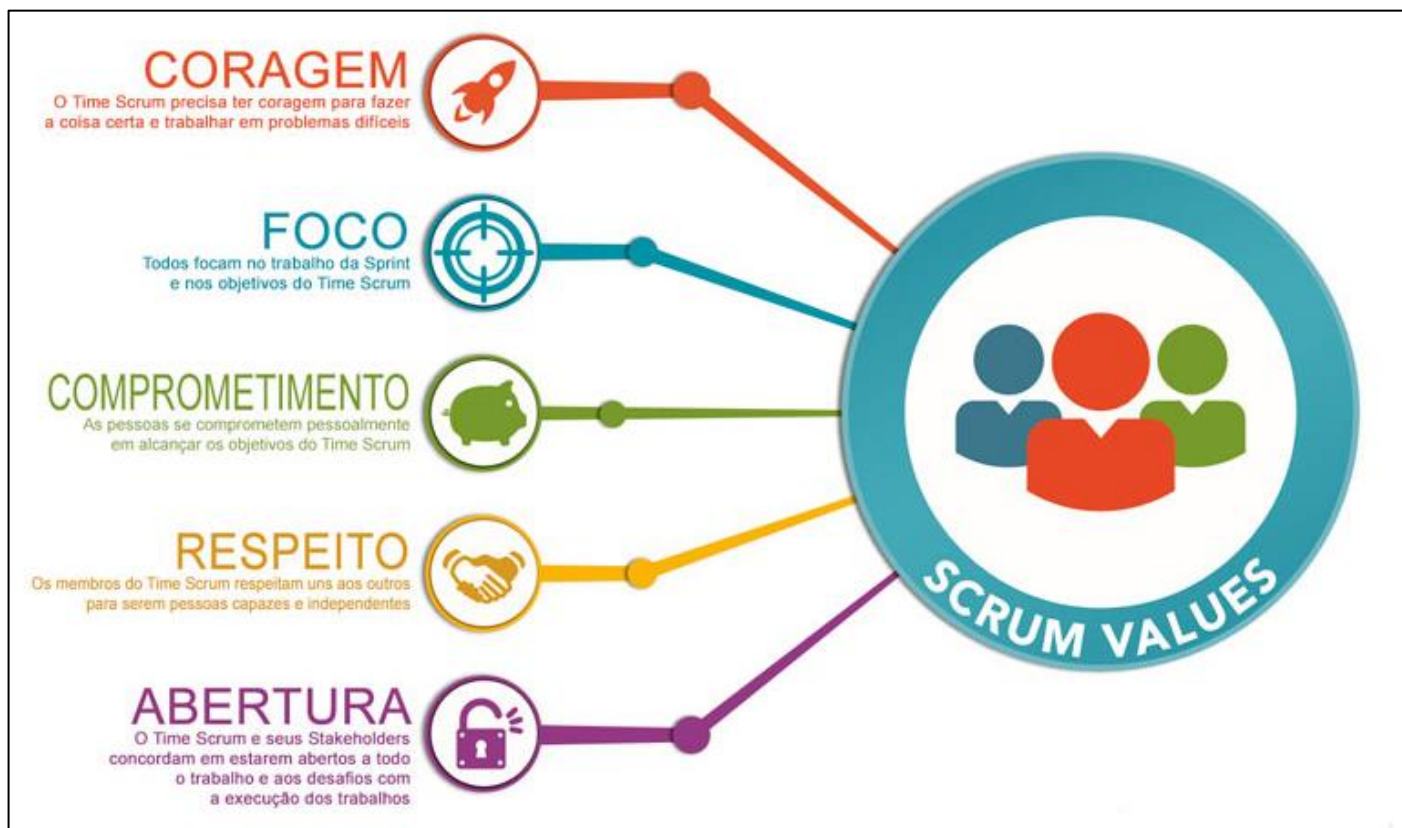 CORAGEM
O Time Scrum precisa ter coragem para fazer
a coisa certa e trabalhar em problemas difíceis
FOCO
Todos focam no trabalho da Sprint
e nos objetivos do Time Scrum
COMPROMETIMENTO
As pessoas se comprometem pessoalmente
em alcançar os objetivos do Time Scrum
RESPEITO
Os membros do Time Scrum respeitam uns aos outros
para serem pessoas capazes e independentes
ABERTURA
O Time Scrum e seus Stakeholders
concordam em estarem abertos a todo
o trabalho e aos desafios com
a execução dos trabalhos
SCRUM VALUES